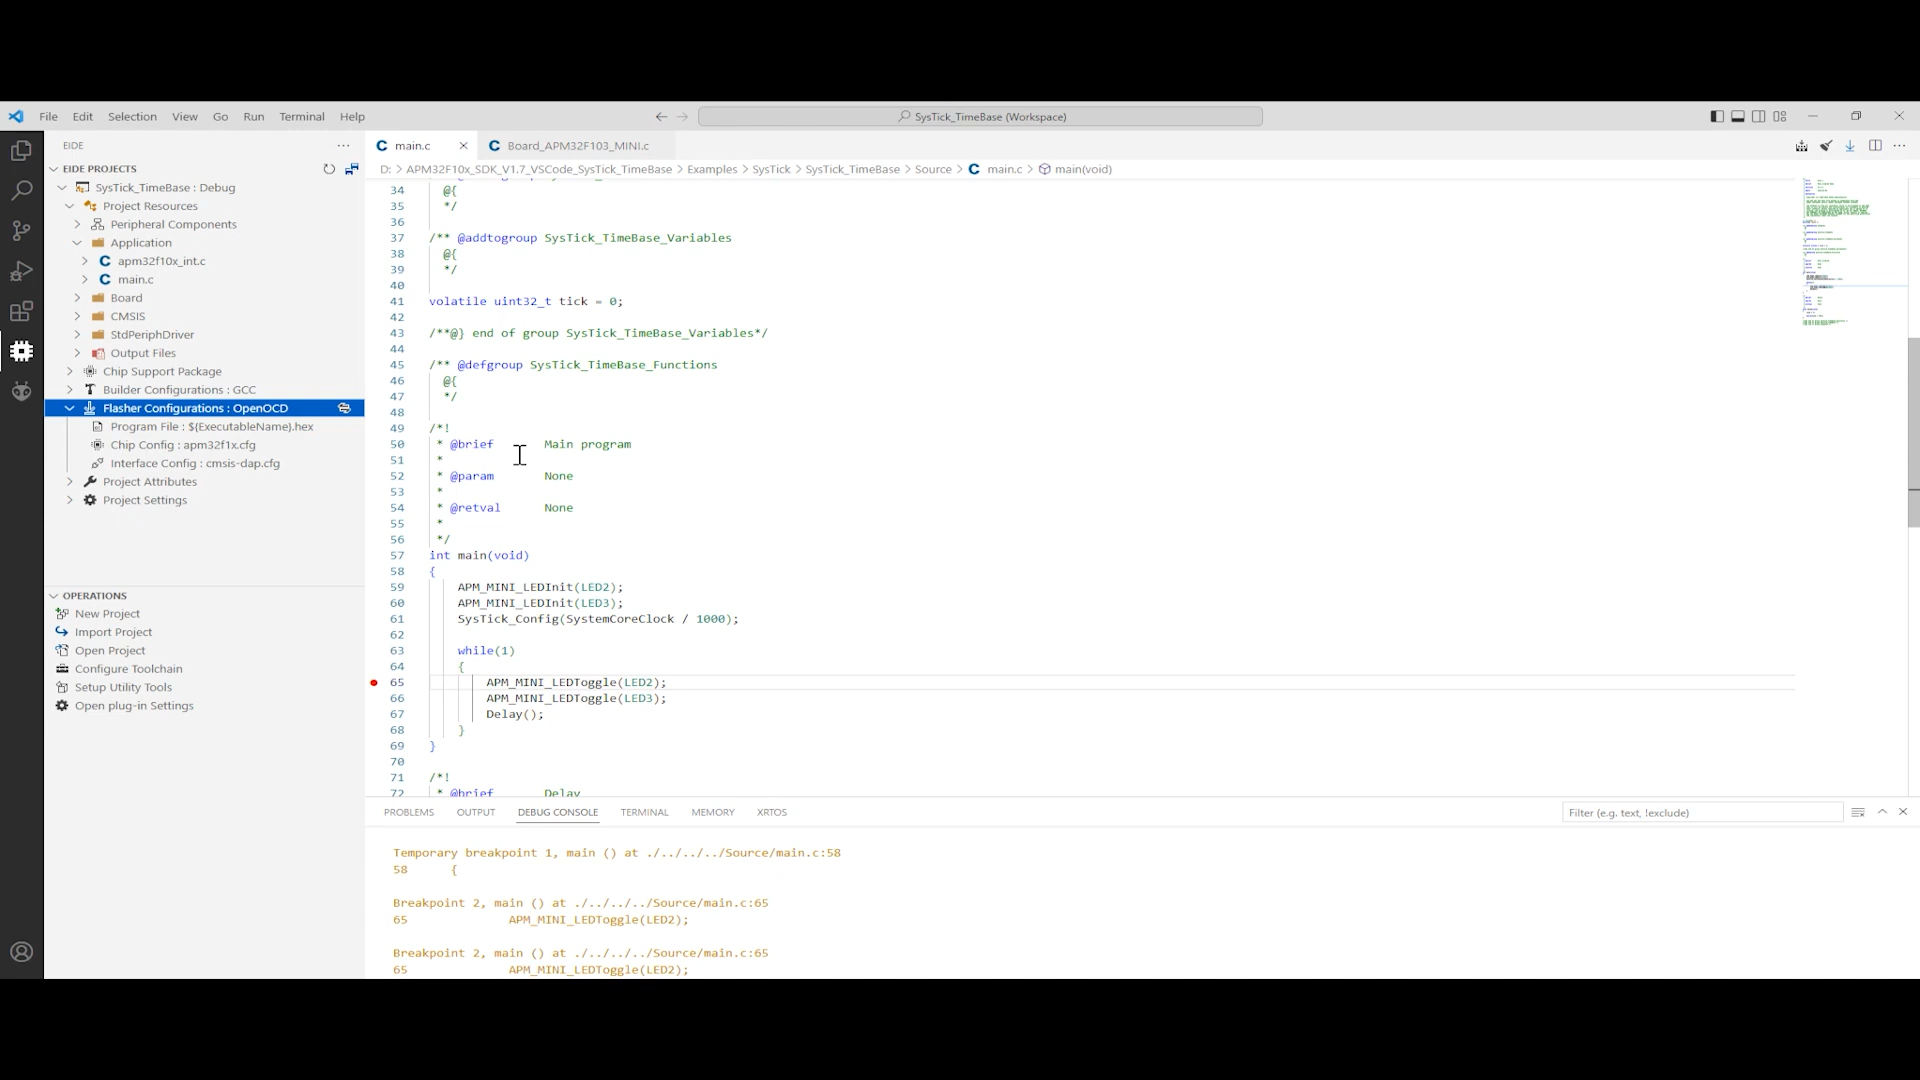 File Edit Selection View Go Run Terminal Help
SysTick_TimeBase (Workspace)
EIDE
EIDE PROJECTS
SysTick_TimeBase : Debug
Project Resources
Peripheral Components
Application
apm32f10x_int.c
main.c
Board
CMSIS
StdPeriphDriver
Output Files
Chip Support Package
Builder Configurations : GCC
Flasher Configurations : OpenOCD
Program File : ${ExecutableName}.hex
Chip Config : apm32f1x.cfg
Interface Config : cmsis-dap.cfg
Project Attributes
Project Settings
OPERATIONS
New Project
Import Project
Open Project
Configure Toolchain
Setup Utility Tools
Open plug-in Settings
main.c
Board_APM32F103_MINI.c
D: > APM32F10x_SDK_V1.7_VSCode_SysTick_TimeBase > Examples > SysTick > SysTick_TimeBase > Source > main.c > main(void)
34 @{
35 */
36
37 /** @addtogroup SysTick_TimeBase_Variables
38 @{
39 */
40
41 volatile uint32_t tick = 0;
42
43 /**@} end of group SysTick_TimeBase_Variables*/
44
45 /** @defgroup SysTick_TimeBase_Functions
46 @{
47 */
48
49 /*!
50 * @brief Main program
51 *
52 * @param None
53 *
54 * @retval None
55 *
56 */
57 int main(void)
58 {
59 APM_MINI_LEDInit(LED2);
60 APM_MINI_LEDInit(LED3);
61 SysTick_Config(SystemCoreClock / 1000);
62
63 while(1)
64 {
65 APM_MINI_LEDToggle(LED2);
66 APM_MINI_LEDToggle(LED3);
67 Delay();
68 }
69 }
70
71 /*!
72 * @brief Delay
PROBLEMS OUTPUT DEBUG CONSOLE TERMINAL MEMORY XRTOS
Filter (e.g. text, !exclude)
Temporary breakpoint 1, main () at ./../../../Source/main.c:58
58 {
Breakpoint 2, main () at ./../../../Source/main.c:65
65 APM_MINI_LEDToggle(LED2);
Breakpoint 2, main () at ./../../../Source/main.c:65
65 APM_MINI_LEDToggle(LED2);